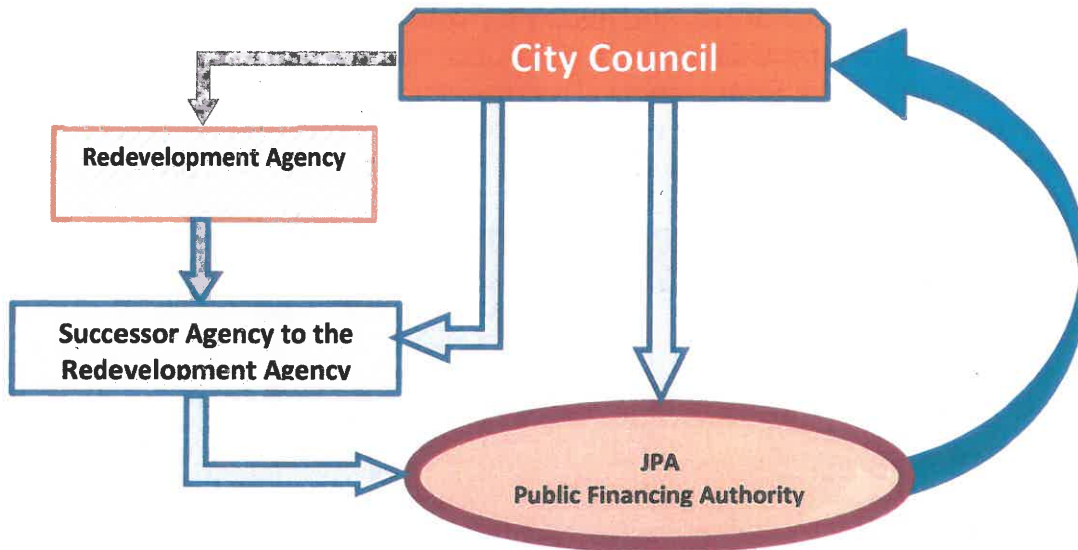 City Council
Redevelopment Agency
Successor Agency to the
Redevelopment Agency
JPA
Public Financing Authority